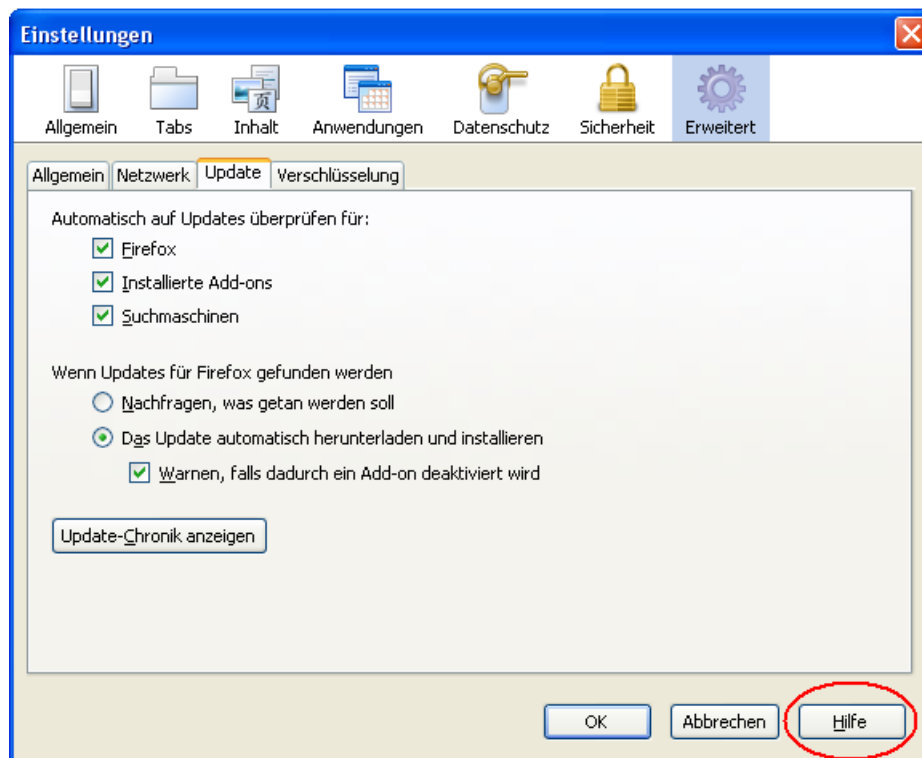 Einstellungen
页
Allgemein Tabs Inhalt Anwendungen Datenschutz Sicherheit Erweitert
Allgemein Netzwerk Update Verschlüsselung
Automatisch auf Updates überprüfen für:
Firefox
Installierte Add-ons
Suchmaschinen
Wenn Updates für Firefox gefunden werden
Nachfragen, was getan werden soll
Das Update automatisch herunterladen und installieren
Warnen, falls dadurch ein Add-on deaktiviert wird
Update-Chronik anzeigen
OK Abbrechen Hilfe